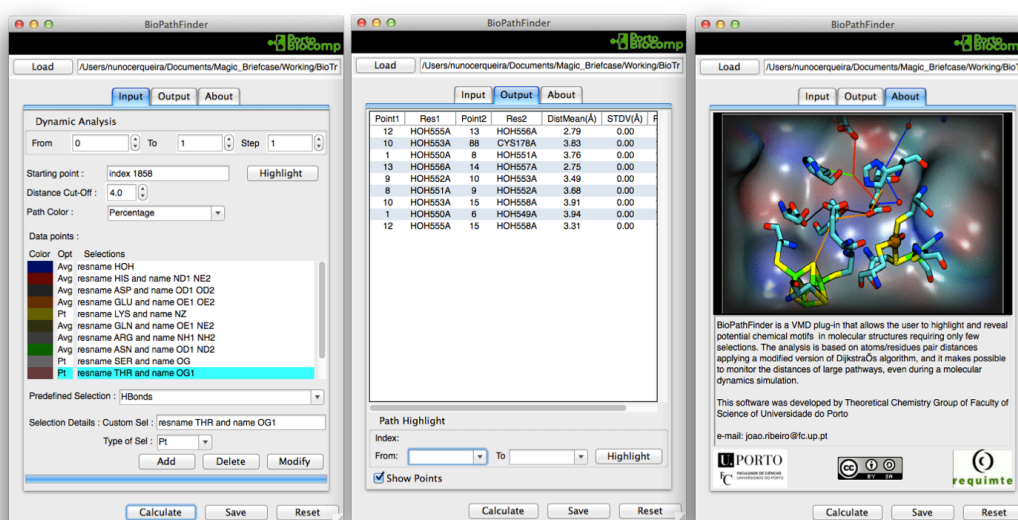 BioPathFinder
Porto
Biocomp
Load /Users/nunocerqueira/Documents/Magic_Briefcase/Working/BioTr
Input Output About
Dynamic Analysis
From 0 To 1 Step 1
Starting point : index 1858 Highlight
Distance Cut-Off : 4.0
Path Color : Percentage
Data points :
Color Opt Selections
Avg resname HOH
Avg resname HIS and name ND1 NE2
Avg resname ASP and name OD1 OD2
Avg resname GLU and name OE1 OE2
Pt resname LYS and name NZ
Avg resname GLN and name OE1 NE2
Avg resname ARG and name NH1 NH2
Avg resname ASN and name OD1 ND2
Pt resname SER and name OG
Pt resname THR and name OG1
Predefined Selection : HBonds
Selection Details : Custom Sel : resname THR and name OG1
Type of Sel : Pt
Add Delete Modify
Calculate Save Reset
BioPathFinder
Porto
Biocomp
Load /Users/nunocerqueira/Documents/Magic_Briefcase/Working/BioTr
Input Output About
Point1 Res1 Point2 Res2 DistMean(Å) STDV(Å) F
12 HOH555A 13 HOH556A 2.79 0.00
10 HOH553A 88 CYS178A 3.83 0.00
1 HOH550A 8 HOH551A 3.76 0.00
13 HOH556A 14 HOH557A 2.75 0.00
9 HOH552A 10 HOH553A 3.49 0.00
8 HOH551A 9 HOH552A 3.68 0.00
10 HOH553A 15 HOH558A 3.91 0.00
1 HOH550A 6 HOH549A 3.94 0.00
12 HOH555A 15 HOH558A 3.31 0.00
Path Highlight
Index:
From: To Highlight
Show Points
Calculate Save Reset
BioPathFinder
Porto
Biocomp
Load /Users/nunocerqueira/Documents/Magic_Briefcase/Working/BioT
Input Output About
BioPathFinder is a VMD plug-in that allows the user to highlight and reveal
potential chemical motifs in molecular structures requiring only few
selections. The analysis is based on atoms/residues pair distances
applying a modified version of DijkstraÕs algorithm, and it makes possible
to monitor the distances of large pathways, even during a molecular
dynamics simulation.
This software was developed by Theoretical Chemistry Group of Faculty of
Science of Universidade do Porto
e-mail: joao.ribeiro@fc.up.pt
U. PORTO
FC FACULDADE DE CIÊNCIAS
UNIVERSIDADE DO PORTO
cc BY SA
requimte
Calculate Save Reset